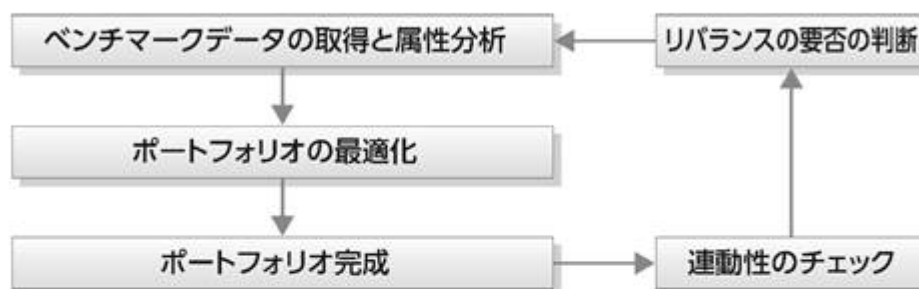 ベンチマークデータの取得と属性分析
リバランスの要否の判断
ポートフォリオの最適化
ポートフォリオ完成
連動性のチェック